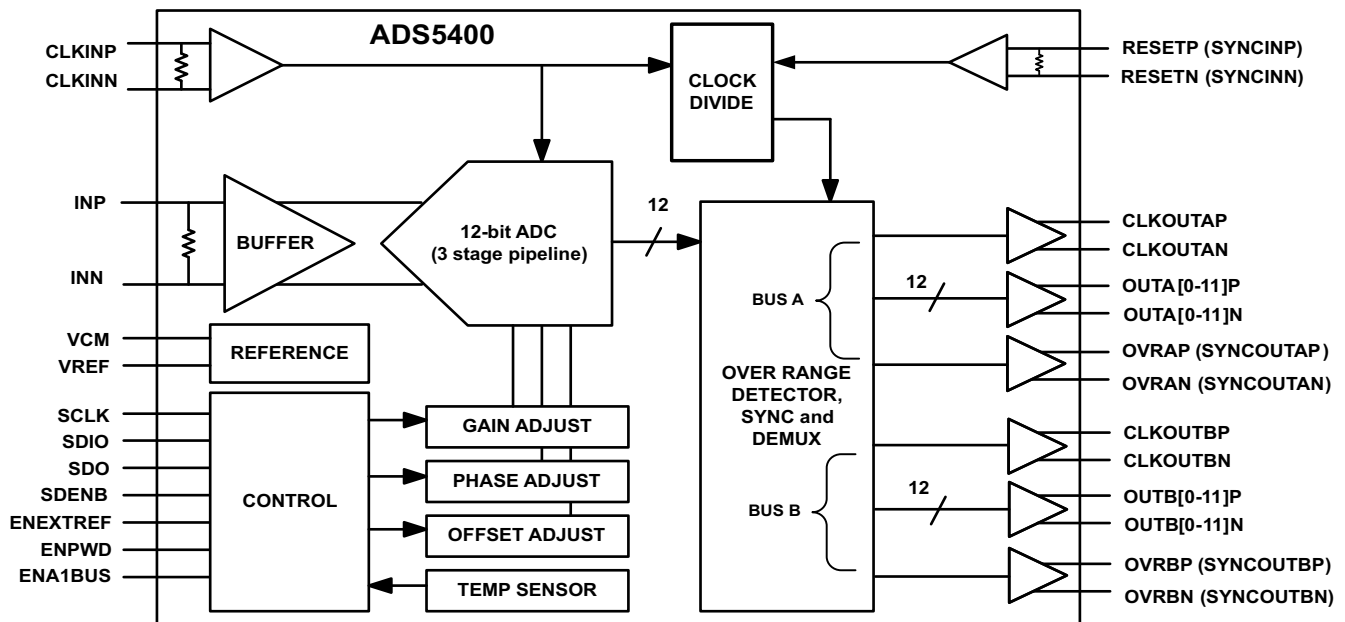 ADS5400
CLKINP
CLKINN
CLOCK
DIVIDE
RESETP (SYNCINP)
RESETN (SYNCINN)
INP
INN
BUFFER
12-bit ADC
(3 stage pipeline)
12
VCM
VREF
REFERENCE
SCLK
SDIO
SDO
SDENB
ENEXTREF
ENPWD
ENA1BUS
CONTROL
GAIN ADJUST
PHASE ADJUST
OFFSET ADJUST
TEMP SENSOR
BUS A
OVER RANGE
DETECTOR,
SYNC and
DEMUX
BUS B
12
12
CLKOUTAP
CLKOUTAN
OUTA[0-11]P
OUTA[0-11]N
OVRAP (SYNCOUTAP)
OVRAN (SYNCOUTAN)
CLKOUTBP
CLKOUTBN
OUTB[0-11]P
OUTB[0-11]N
OVRBP (SYNCOUTBP)
OVRBN (SYNCOUTBN)